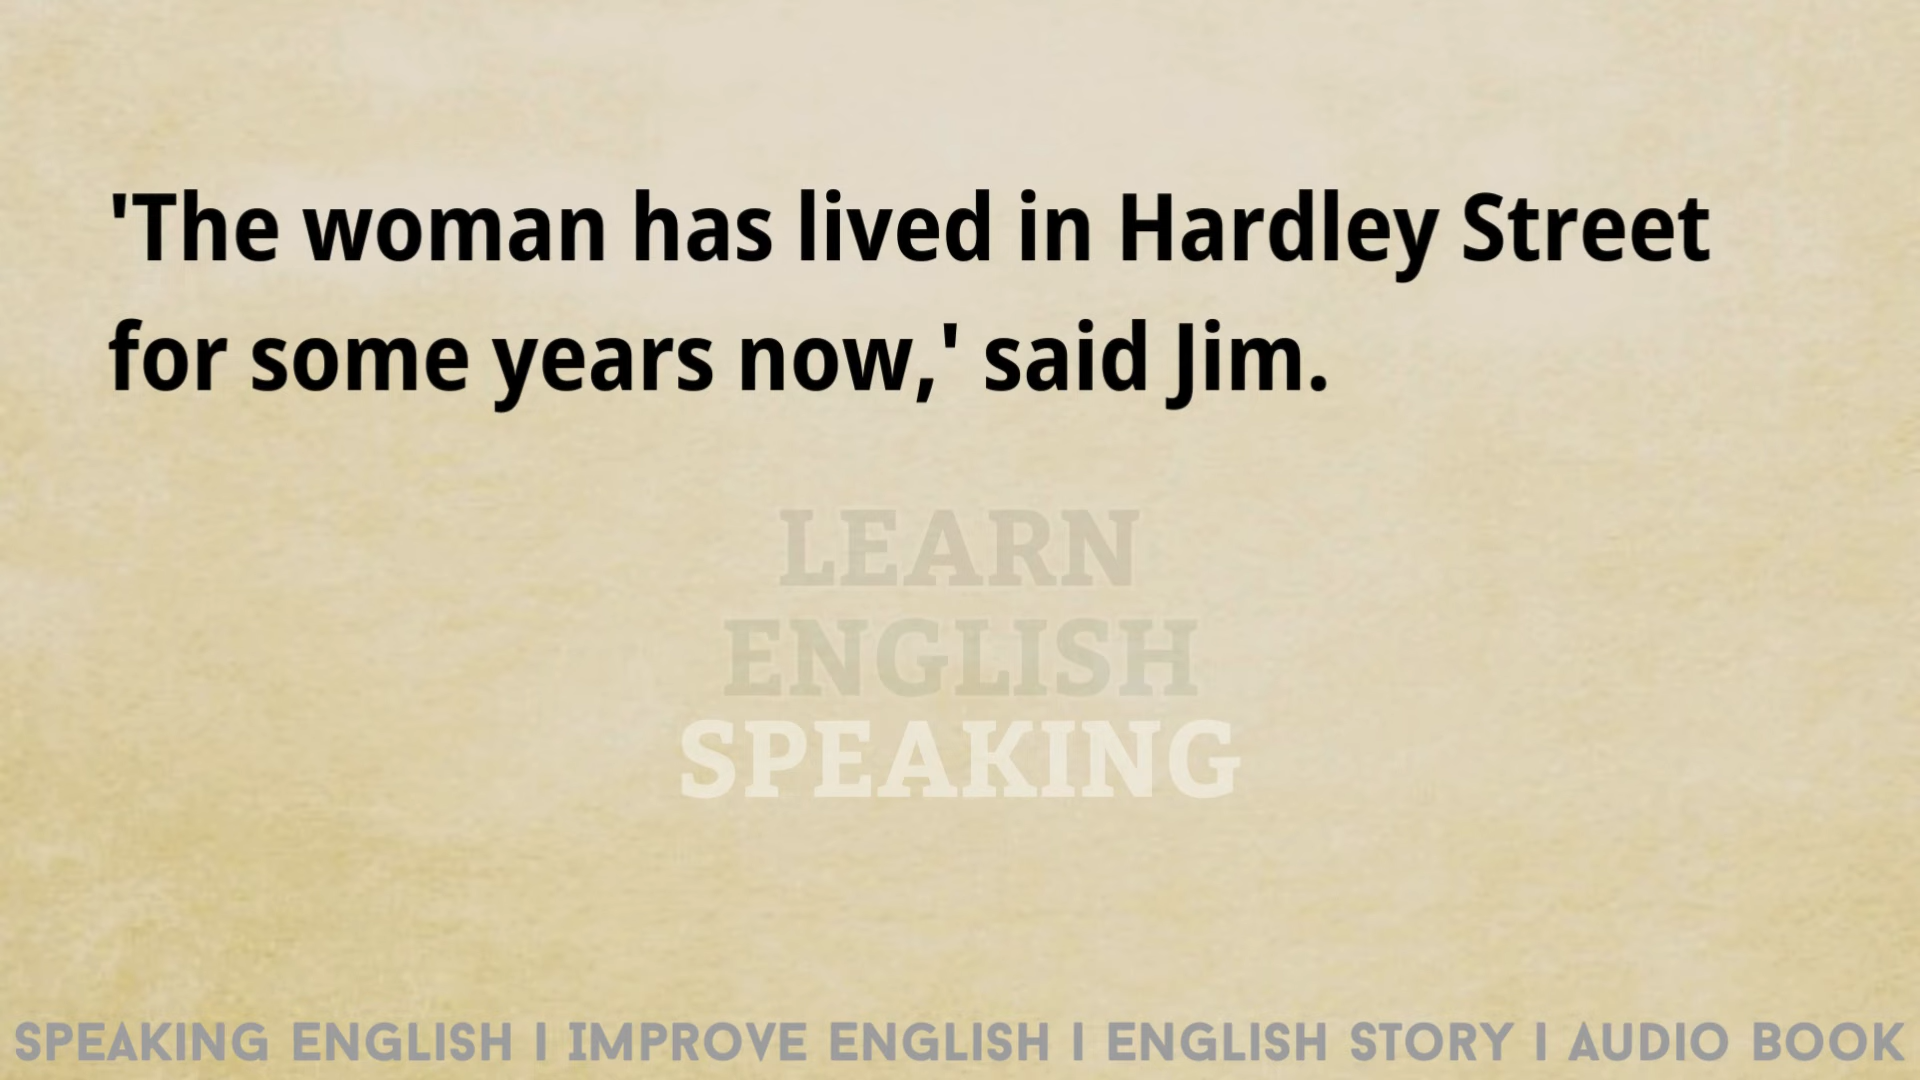 'The woman has lived in Hardley Street
for some years now,' said Jim.
LEARN
ENGLISH
SPEAKING
SPEAKING ENGLISH I IMPROVE ENGLISH I ENGLISH STORY I AUDIO BOOK